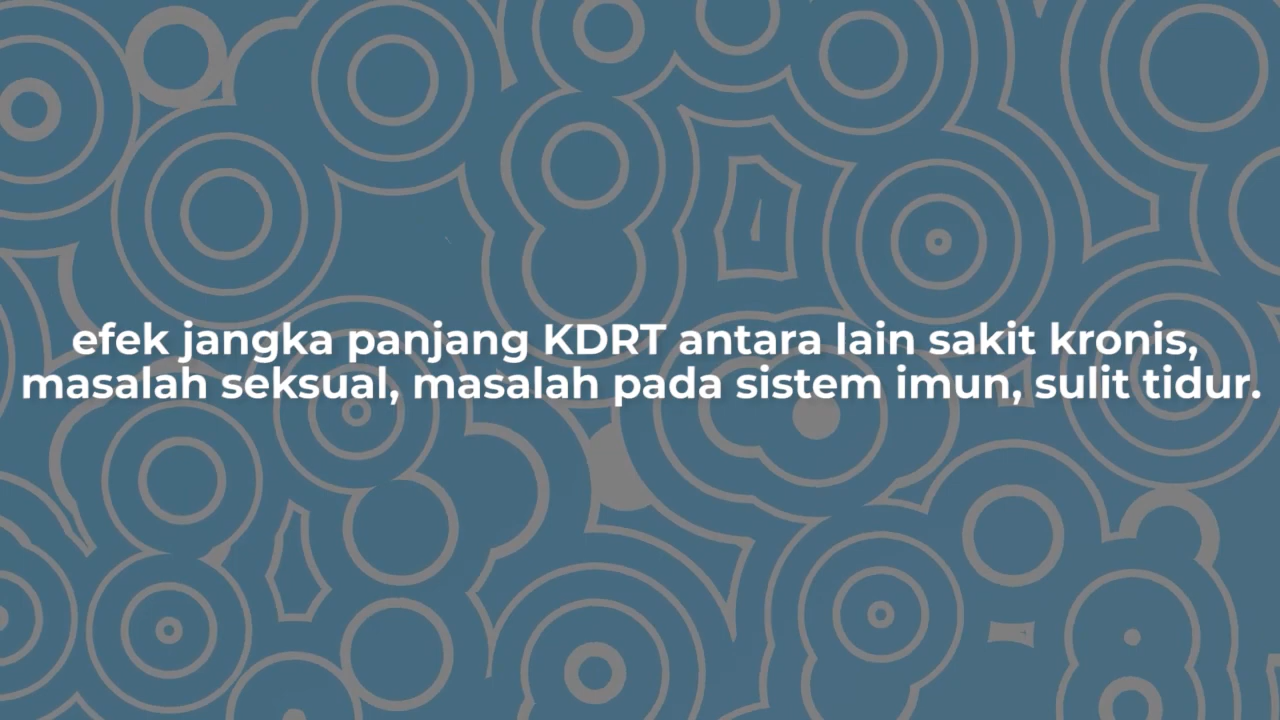 efek jangka panjang KDRT antara lain sakit kronis,
masalah seksual, masalah pada sistem imun, sulit tidur.